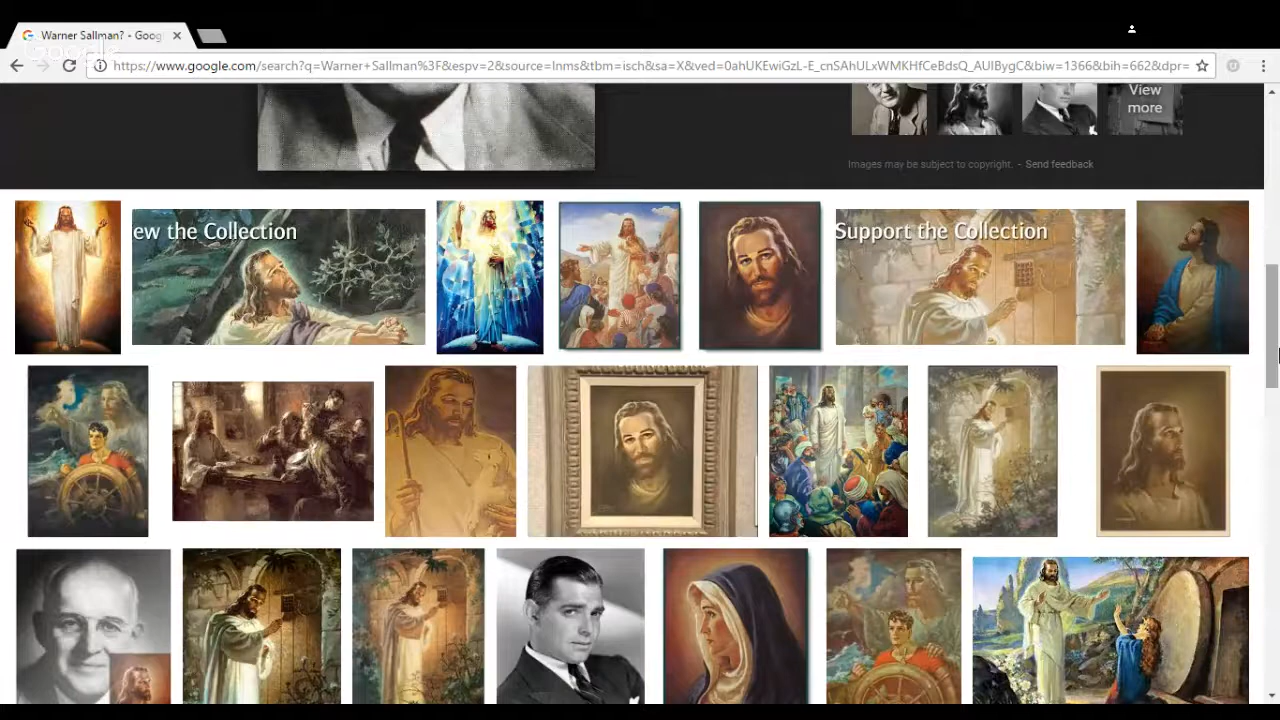 Warner Sallman? - Goog
Google
https://www.google.com/search?q=Warner+Sallman%3F&espv=2&source=lnms&tbm=isch&sa=X&ved=0ahUKEwiGzL-E_cnSAhULxWMKHfCeBdsQ_AUIBygC&biw=1366&bih=662&dpr=
View
more
Images may be subject to copyright. - Send feedback
ew the Collection
Support the Collection